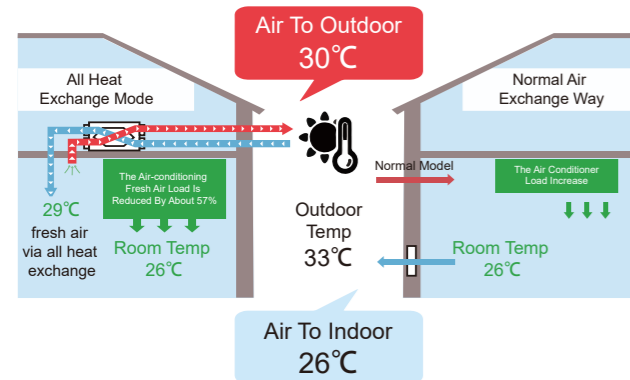 Air To Outdoor
30℃
All Heat
Exchange Mode
Normal Air
Exchange Way
The Air-conditioning
Fresh Air Load Is
Reduced By About 57%
Normal Model
The Air Conditioner
Load Increase
29℃
fresh air
via all heat
exchange
Room Temp
26℃
Outdoor
Temp
33℃
Room Temp
26℃
Air To Indoor
26℃